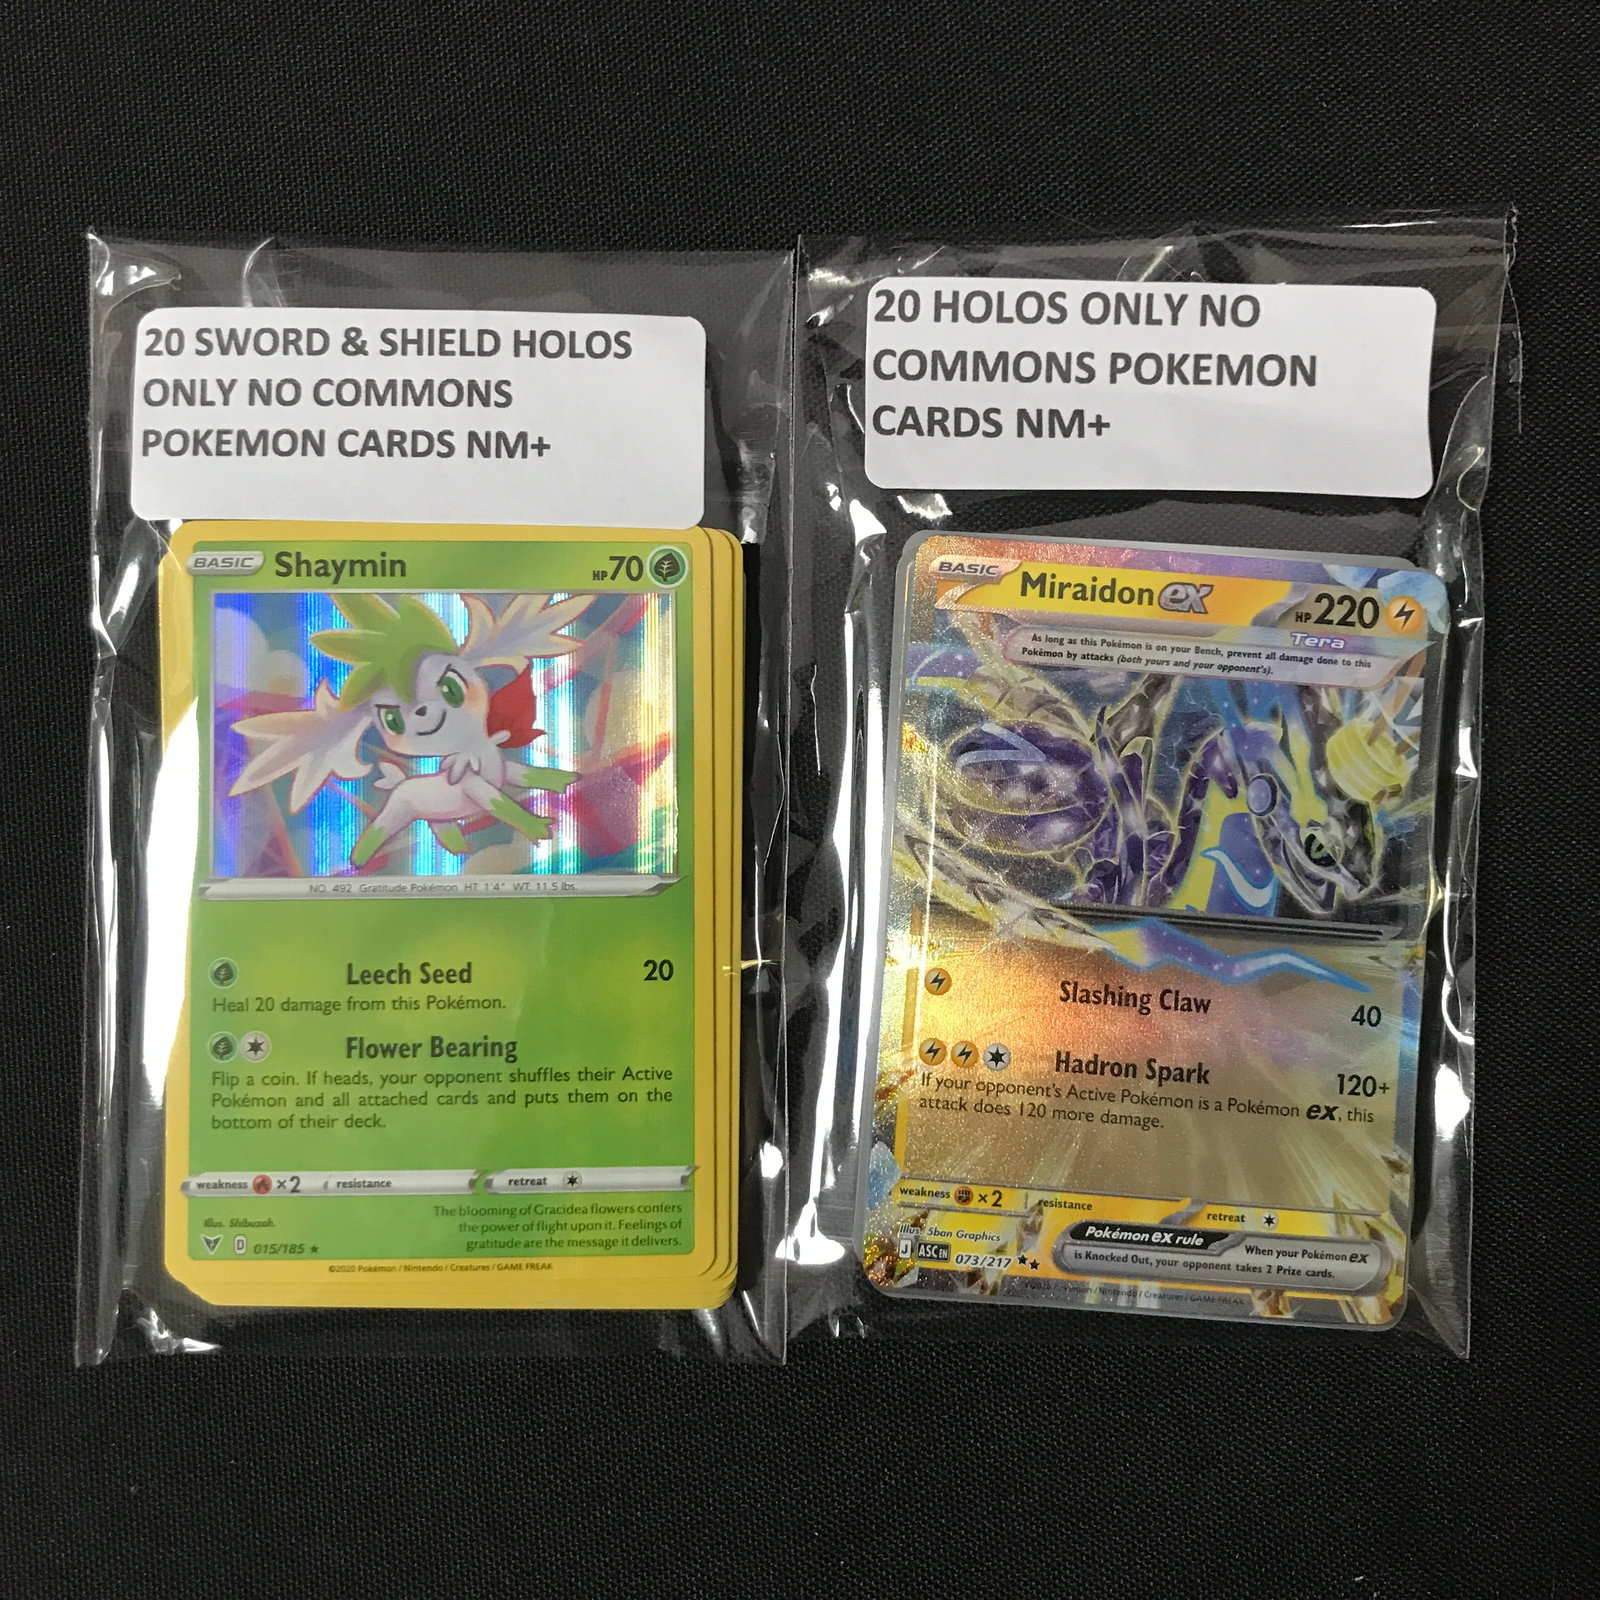 20 SWORD & SHIELD HOLOS
ONLY NO COMMONS
POKEMON CARDS NM+
BASIC Shaymin HP 70
NO. 492 Gratitude Pokémon HT: 1'4" WT: 11.5 lbs.
Leech Seed 20
Heal 20 damage from this Pokémon.
Flower Bearing
Flip a coin. If heads, your opponent shuffles their Active
Pokémon and all attached cards and puts them on the
bottom of their deck.
weakness ×2 resistance retreat
Illus. Shibuzoh.
The blooming of Gracidea flowers confers
the power of flight upon it. Feelings of
gratitude are the message it delivers.
D 015/185 ★
©2020 Pokémon / Nintendo / Creatures / GAME FREAK
20 HOLOS ONLY NO
COMMONS POKEMON
CARDS NM+
BASIC Miraidon ex HP 220
Tera
As long as this Pokémon is on your Bench, prevent all damage done to this
Pokémon by attacks (both yours and your opponent's).
Slashing Claw 40
Hadron Spark 120+
If your opponent's Active Pokémon is a Pokémon ex, this
attack does 120 more damage.
weakness ×2 resistance retreat
Illus. 5ban Graphics
J ASC EN 073/217 ★★
Pokémon ex rule
When your Pokémon ex
is Knocked Out, your opponent takes 2 Prize cards.
Pokémon / Nintendo / Creatures / GAME FREAK